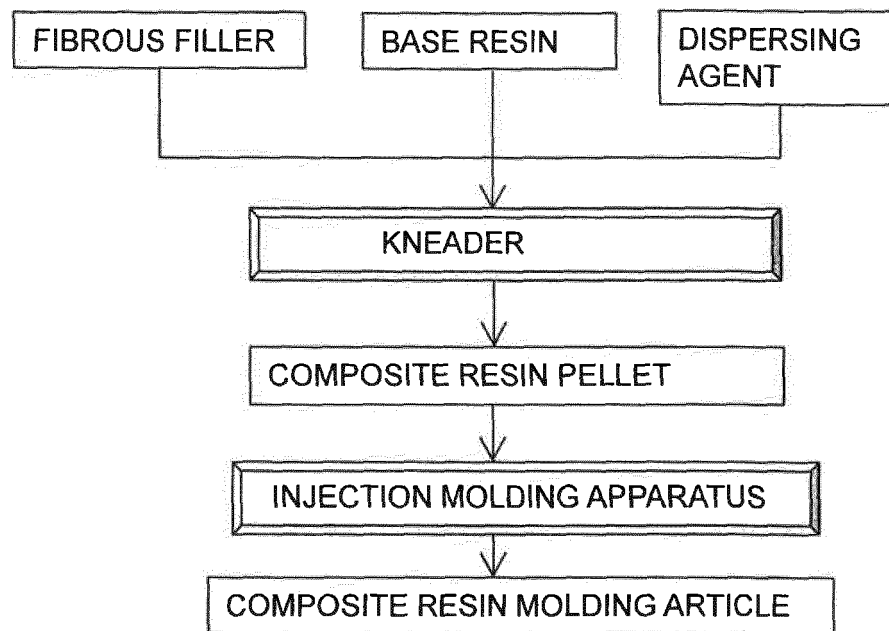 FIBROUS FILLER
BASE RESIN
DISPERSING
AGENT
KNEADER
COMPOSITE RESIN PELLET
INJECTION MOLDING APPARATUS
COMPOSITE RESIN MOLDING ARTICLE